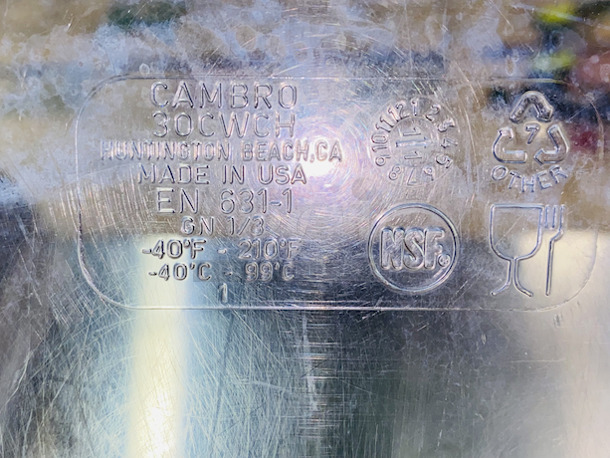 CAMBRO
30CWCH
HUNTINGTON BEACH, CA
MADE IN USA
EN 631-1
GN 1/3
-40°F - 210°F
-40°C - 99°C
1
7
OTHER
NSF®